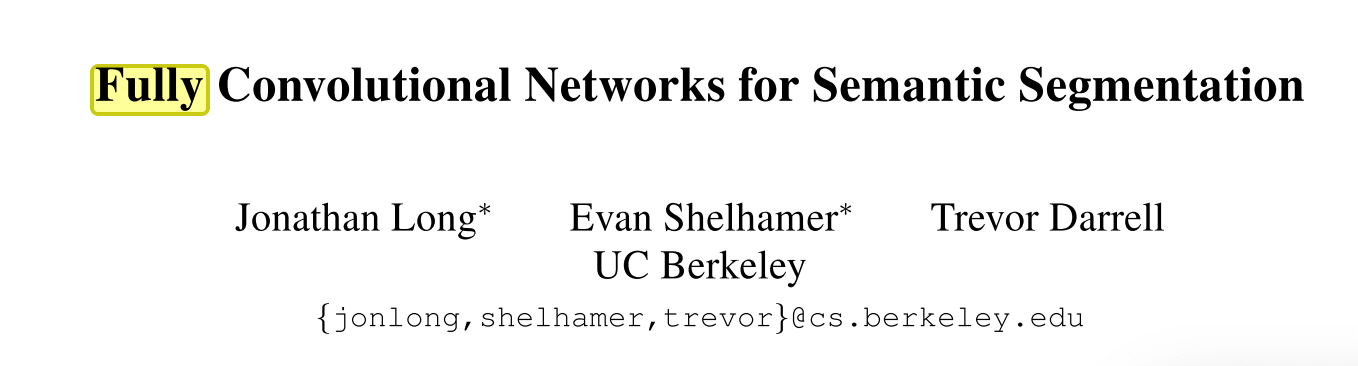 Fully Convolutional Networks for Semantic Segmentation
Jonathan Long* Evan Shelhamer* Trevor Darrell
UC Berkeley
{jonlong,shelhamer,trevor}@cs.berkeley.edu